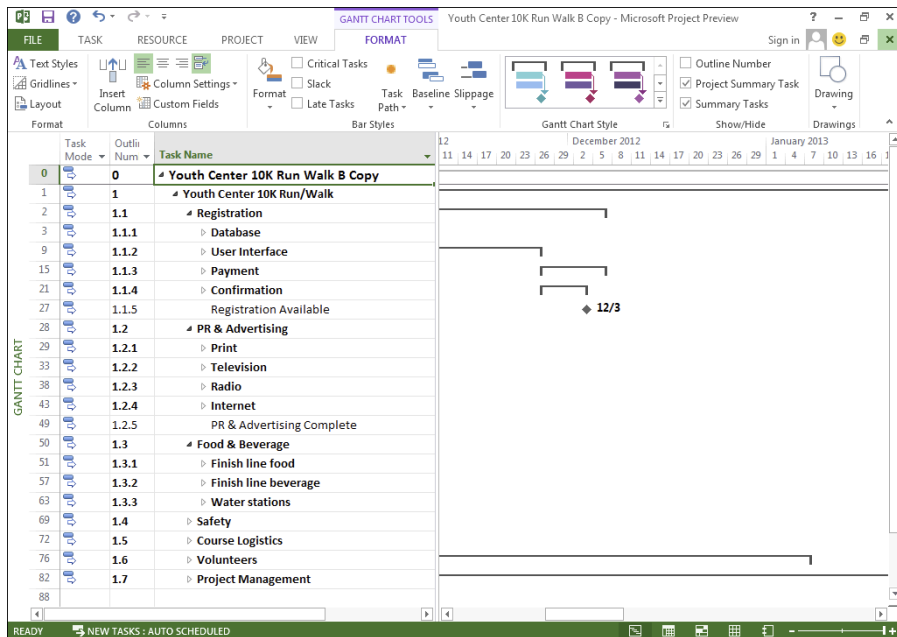 GANTT CHART TOOLS Youth Center 10K Run Walk B Copy - Microsoft Project Preview ?
FILE TASK RESOURCE PROJECT VIEW FORMAT Sign in
Text Styles
Gridlines
Layout
Format
Insert Column
Column Settings
Custom Fields
Columns
Format
Critical Tasks
Slack
Late Tasks
Task Path
Baseline
Slippage
Bar Styles
Gantt Chart Style
Outline Number
Project Summary Task
Summary Tasks
Show/Hide
Drawing
Drawings
Task Mode
Outli Num
Task Name
12 December 2012 January 2013
11 14 17 20 23 26 29 2 5 8 11 14 17 20 23 26 29 1 4 7 10 13 16 1
0 0 Youth Center 10K Run Walk B Copy
1 1 Youth Center 10K Run/Walk
2 1.1 Registration
3 1.1.1 Database
9 1.1.2 User Interface
15 1.1.3 Payment
21 1.1.4 Confirmation
27 1.1.5 Registration Available 12/3
28 1.2 PR & Advertising
29 1.2.1 Print
33 1.2.2 Television
38 1.2.3 Radio
43 1.2.4 Internet
49 1.2.5 PR & Advertising Complete
50 1.3 Food & Beverage
51 1.3.1 Finish line food
57 1.3.2 Finish line beverage
63 1.3.3 Water stations
69 1.4 Safety
72 1.5 Course Logistics
76 1.6 Volunteers
82 1.7 Project Management
88
GANTT CHART
READY NEW TASKS : AUTO SCHEDULED